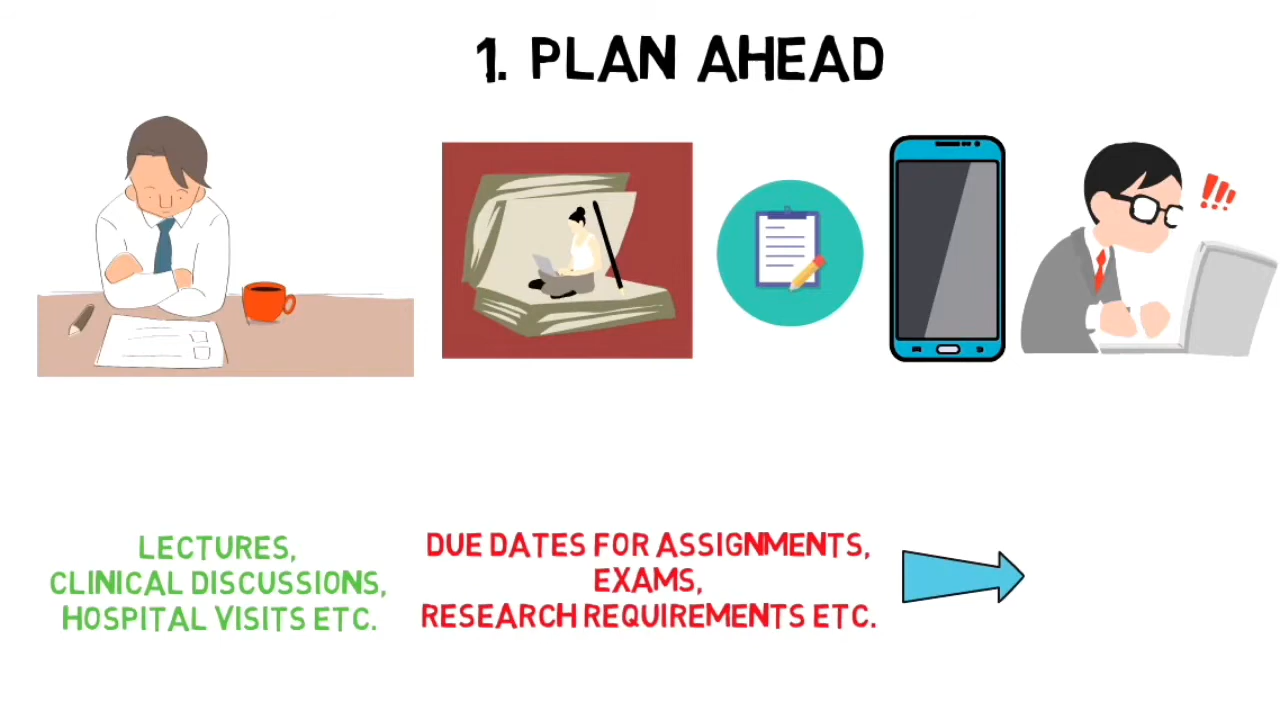 1. PLAN AHEAD
!!!
LECTURES,
CLINICAL DISCUSSIONS,
HOSPITAL VISITS ETC.
DUE DATES FOR ASSIGNMENTS,
EXAMS,
RESEARCH REQUIREMENTS ETC.